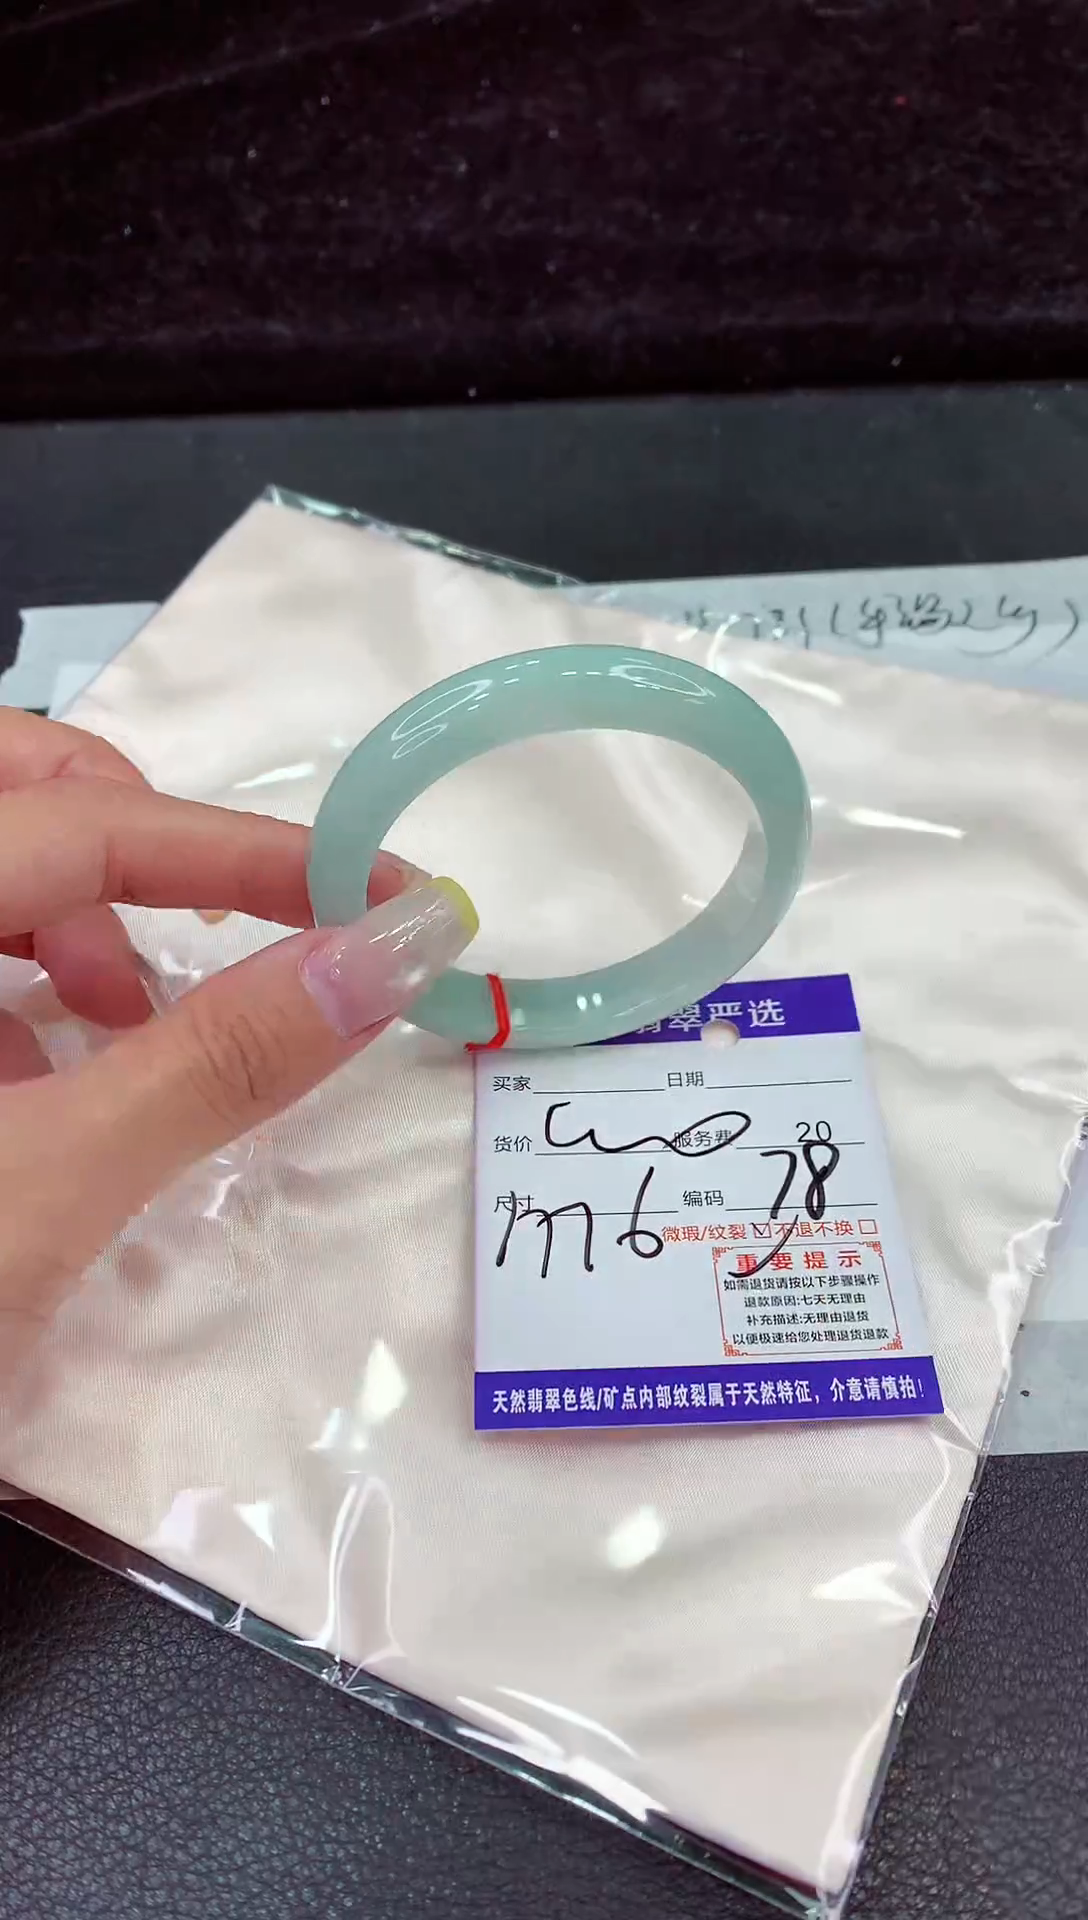 翡翠严选
买家 日期
货价 服务费 20
尺寸 编码 78
微瑕/纹裂 ☑ 不退不换 ☐
重要提示
如需退货请按以下步骤操作
退款原因:七天无理由
补充描述:无理由退货
以便极速给您处理退货退款
天然翡翠色线/矿点内部纹裂属于天然特征，介意请慎拍!